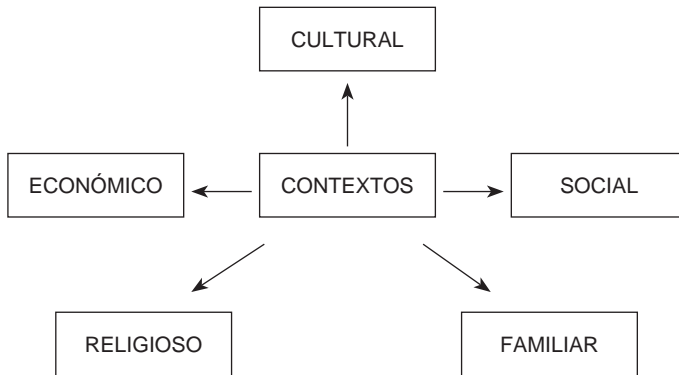 CULTURAL
ECONÓMICO
CONTEXTOS
SOCIAL
RELIGIOSO
FAMILIAR